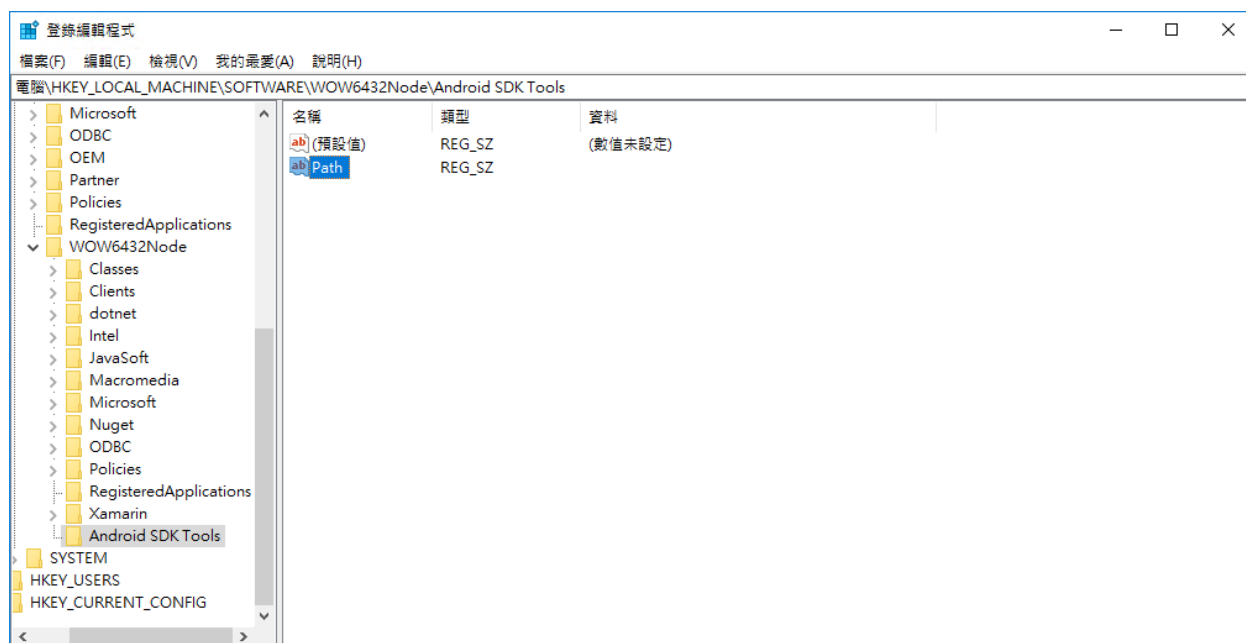 登錄編輯程式
檔案(F) 編輯(E) 檢視(V) 我的最愛(A) 說明(H)
電腦\HKEY_LOCAL_MACHINE\SOFTWARE\WOW6432Node\Android SDK Tools
Microsoft
ODBC
OEM
Partner
Policies
RegisteredApplications
WOW6432Node
Classes
Clients
dotnet
Intel
JavaSoft
Macromedia
Microsoft
Nuget
ODBC
Policies
RegisteredApplications
Xamarin
Android SDK Tools
SYSTEM
HKEY_USERS
HKEY_CURRENT_CONFIG
名稱 類型 資料
ab (預設值) REG_SZ (數值未設定)
ab Path REG_SZ